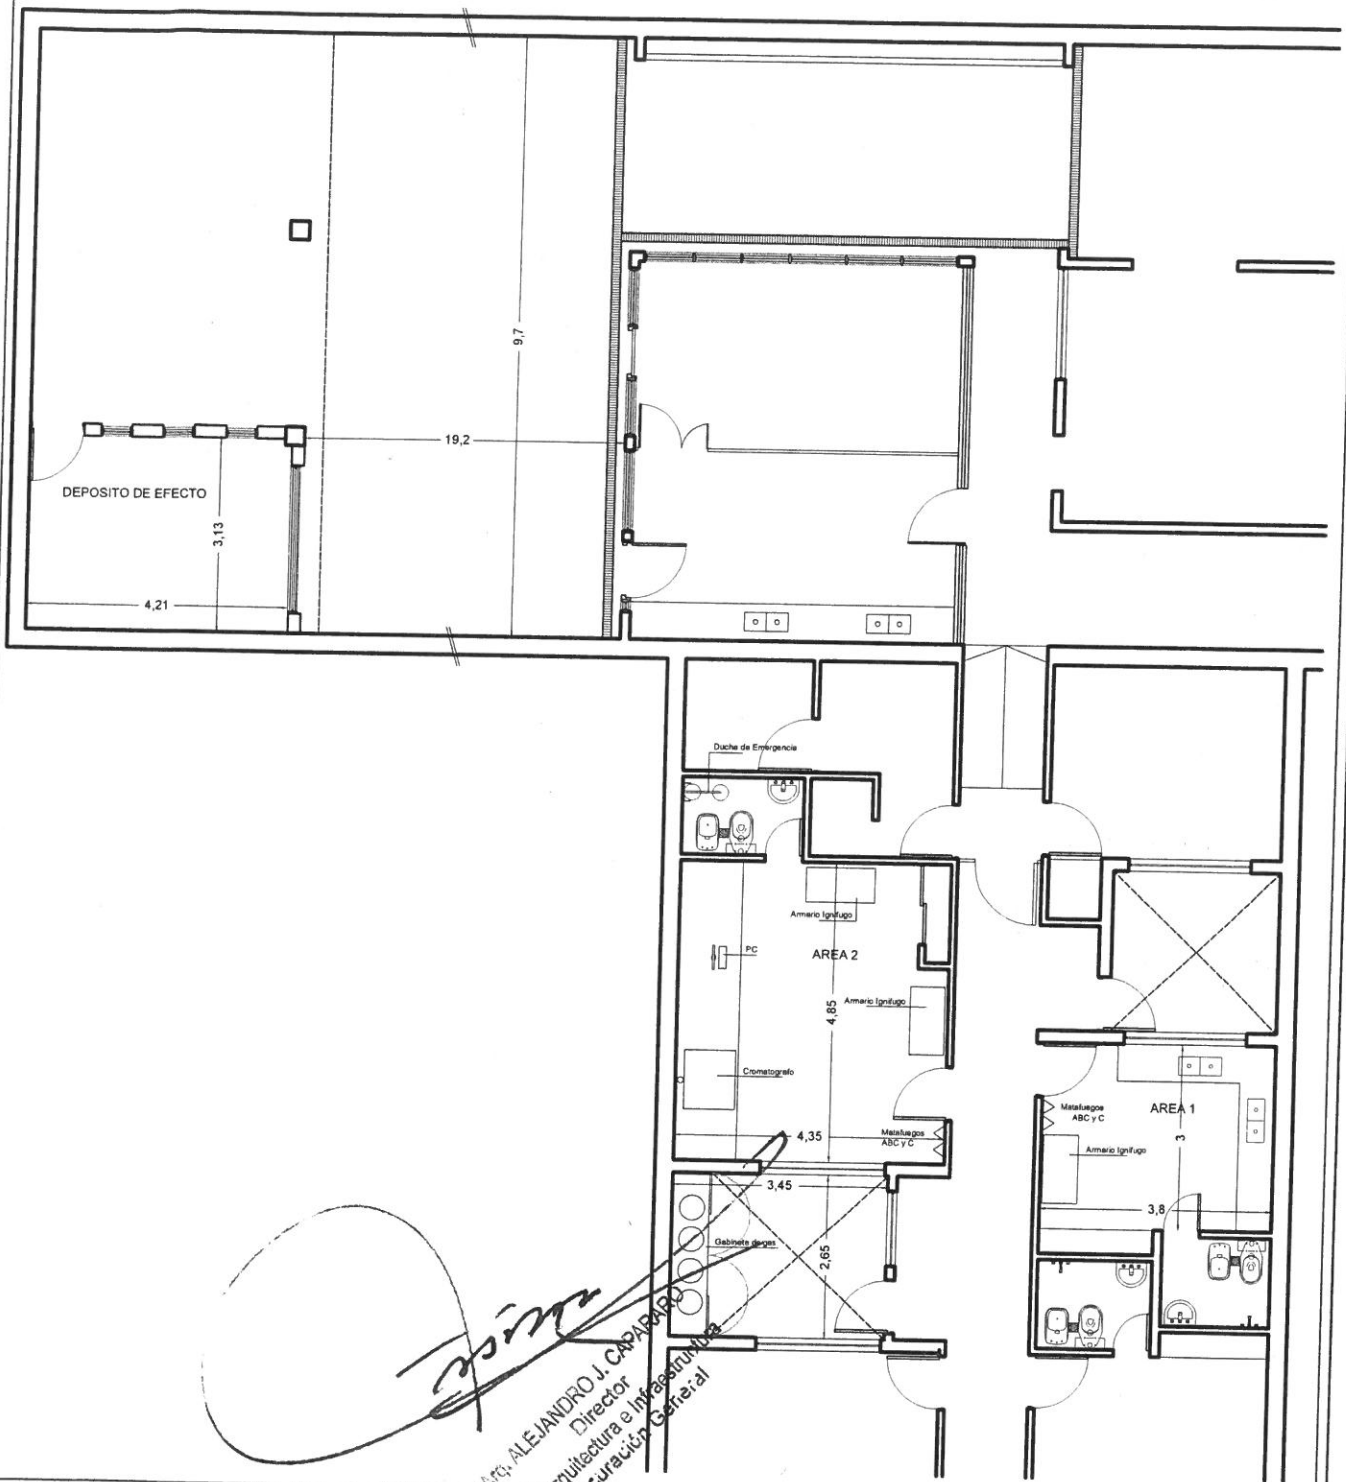 9,7
19,2
DEPOSITO DE EFECTO
3,13
4,21
Ducha de Emergencia
Armario Ignifugo
PC
AREA 2
Armario Ignifugo
4,85
Cromatografo
Matafuegos
ABC y C
AREA 1
3
Armario Ignifugo
4,35
Matafuegos
ABC y C
3,45
3,8
Gabinete de gas
2,65
Arq. ALEJANDRO J. CAPARARO
Director
Arquitectura e Infraestructura
General